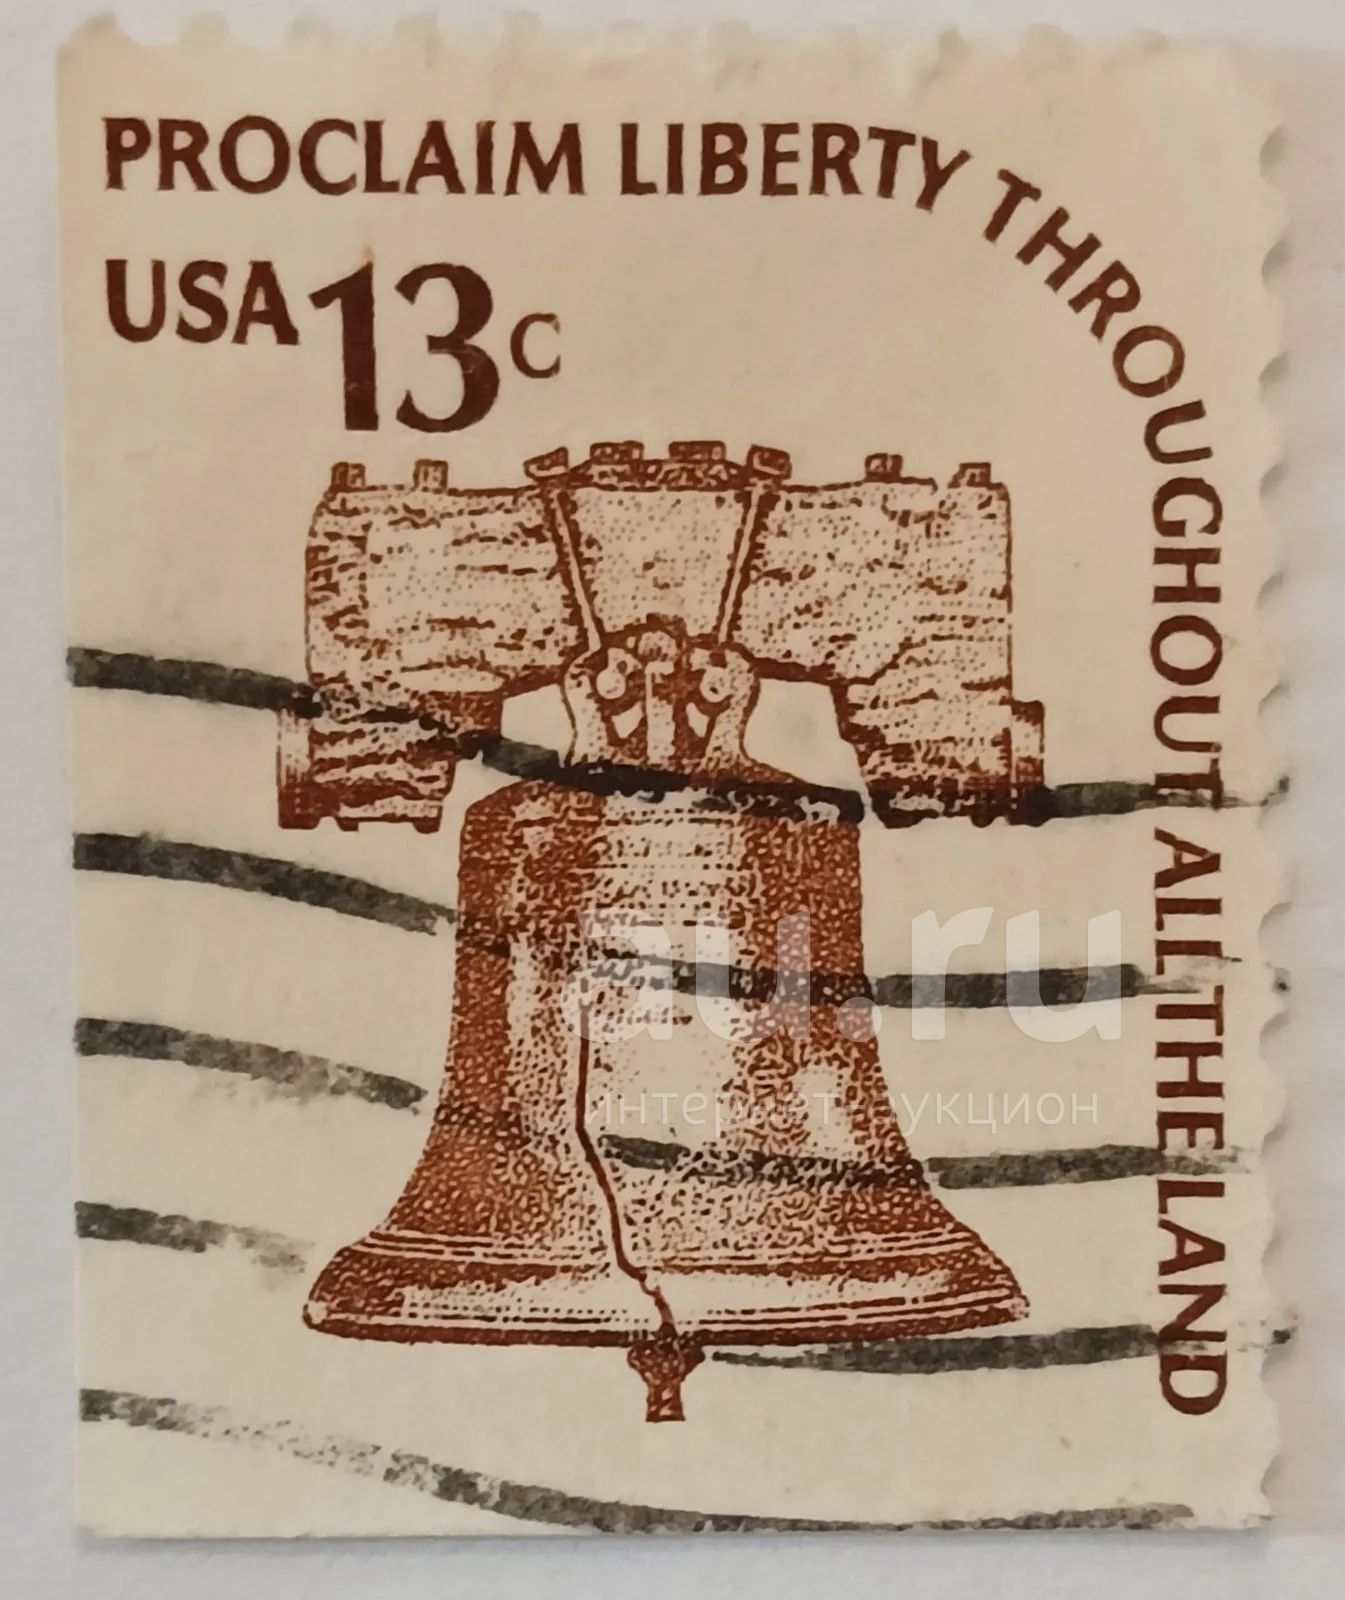 PROCLAIM LIBERTY THROUGHOUT ALL THE LAND
USA 13c
au.ru
интернет аукцион